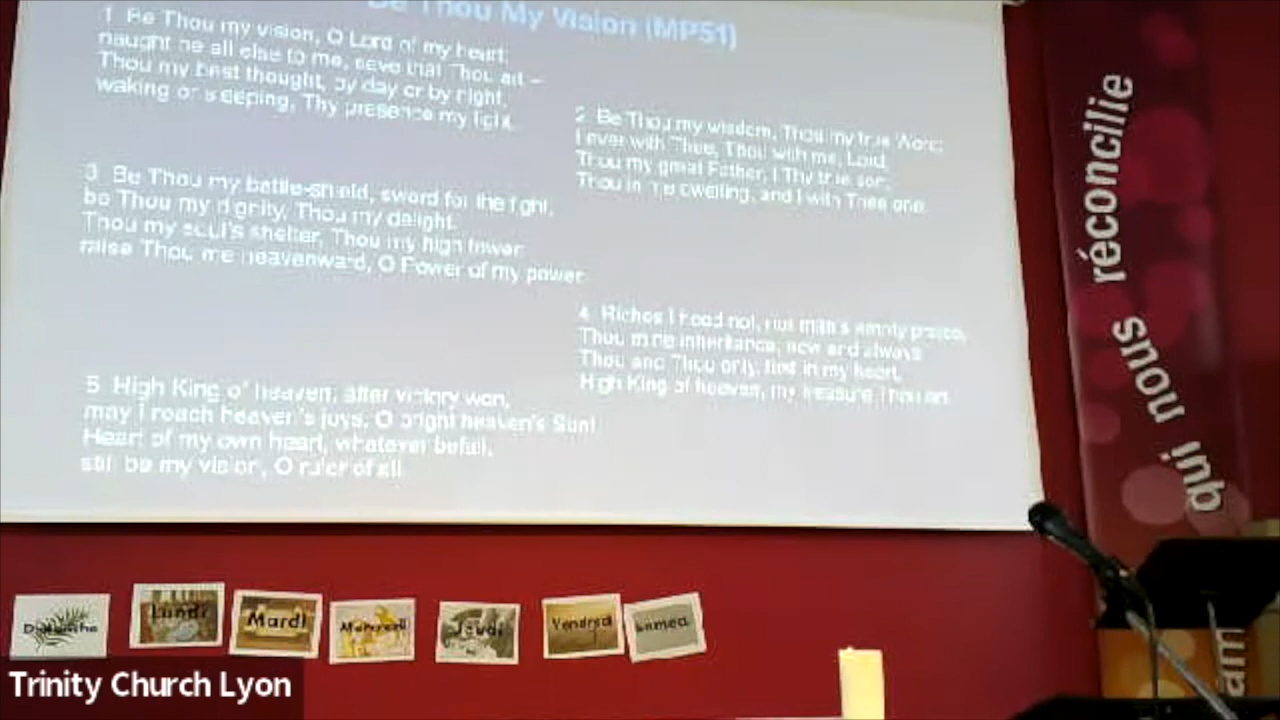 Be Thou My Vision (MP51)
1 Be Thou my vision, O Lord of my heart,
naught be all else to me, save that Thou art –
Thou my best thought, by day or by night,
waking or sleeping, Thy presence my light.
2 Be Thou my wisdom, Thou my true Word;
I ever with Thee, Thou with me, Lord,
Thou my great Father, I Thy true son;
Thou in me dwelling, and I with Thee one.
3 Be Thou my battle-shield, sword for the fight,
be Thou my dignity, Thou my delight.
Thou my soul's shelter, Thou my high tower:
raise Thou me heavenward, O Power of my power.
4 Riches I heed not, nor man's empty praise,
Thou mine inheritance, now and always
Thou and Thou only, first in my heart,
High King of heaven, my treasure Thou art.
5 High King of heaven, after victory won,
may I reach heaven's joys, O bright heaven's Sun!
Heart of my own heart, whatever befall,
still be my vision, O ruler of all.
réconcilie
nous
qui
Dimanche
Lundi
Mardi
Mercredi
Jeudi
Vendredi
Samedi
am
Trinity Church Lyon